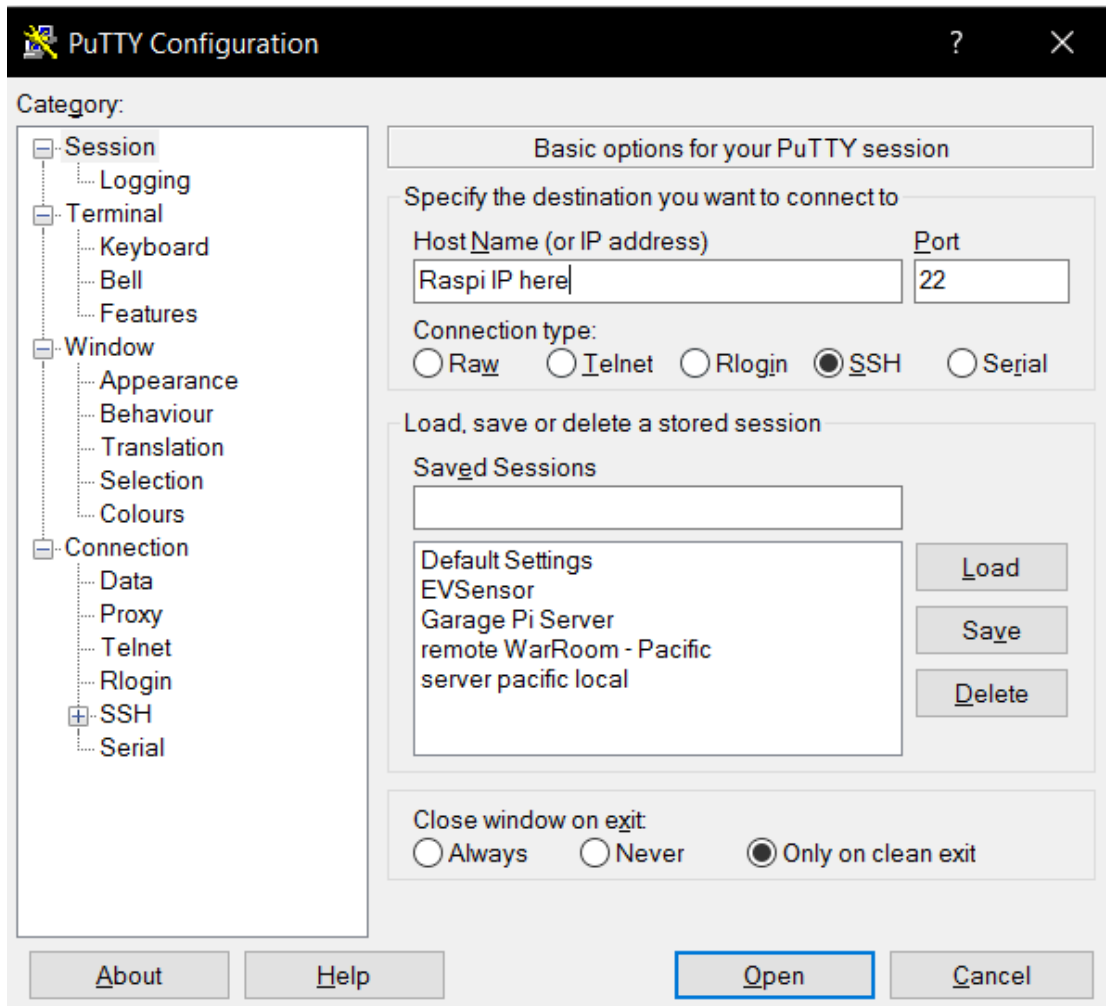 PuTTY Configuration
?
Category:
Session
Logging
Terminal
Keyboard
Bell
Features
Window
Appearance
Behaviour
Translation
Selection
Colours
Connection
Data
Proxy
Telnet
Rlogin
SSH
Serial
Basic options for your PuTTY session
Specify the destination you want to connect to
Host Name (or IP address) Port
Raspi IP here 22
Connection type:
Raw Telnet Rlogin SSH Serial
Load, save or delete a stored session
Saved Sessions
Default Settings
EVSensor
Garage Pi Server
remote WarRoom - Pacific
server pacific local
Load
Save
Delete
Close window on exit:
Always Never Only on clean exit
About Help Open Cancel